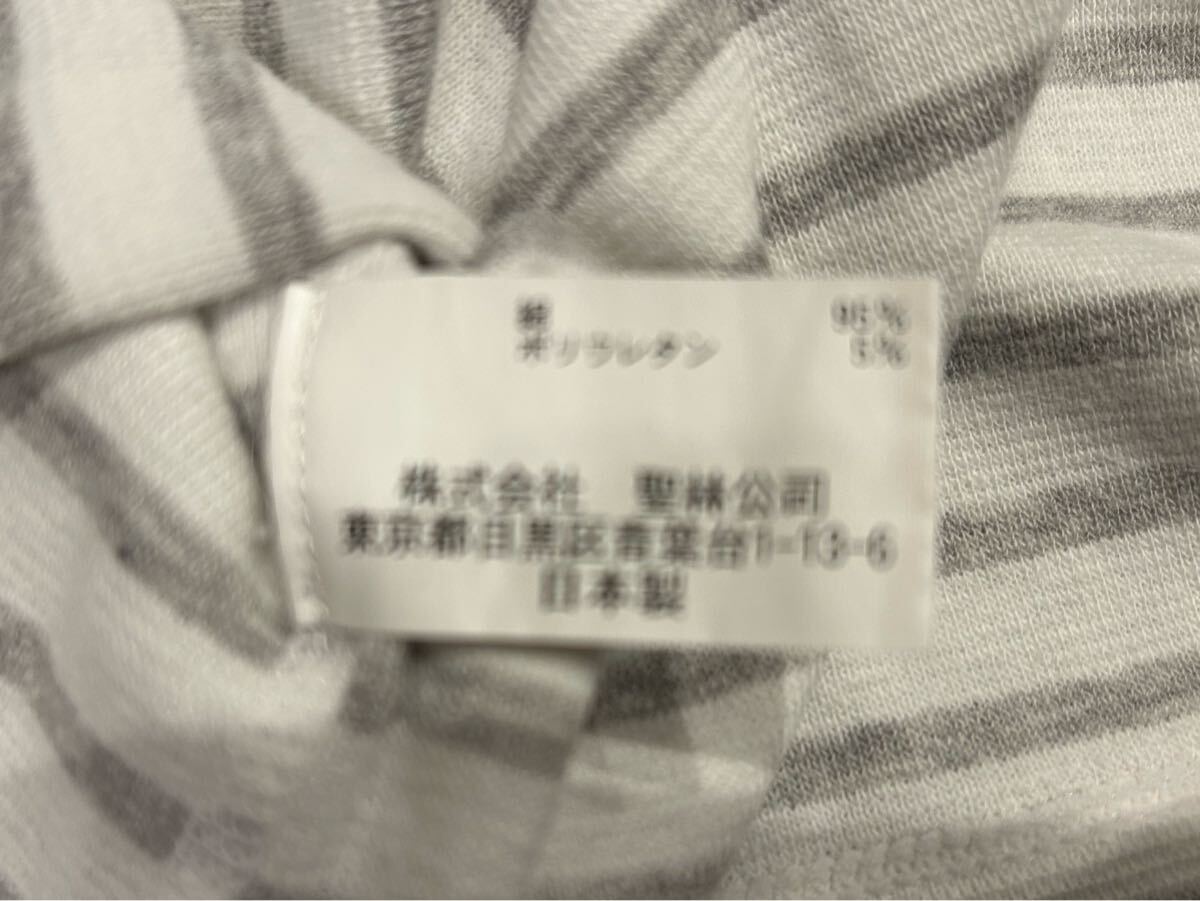 綿 95%
ポリウレタン 5%
株式会社 聖林公司
東京都目黒区青葉台1-13-6
日本製